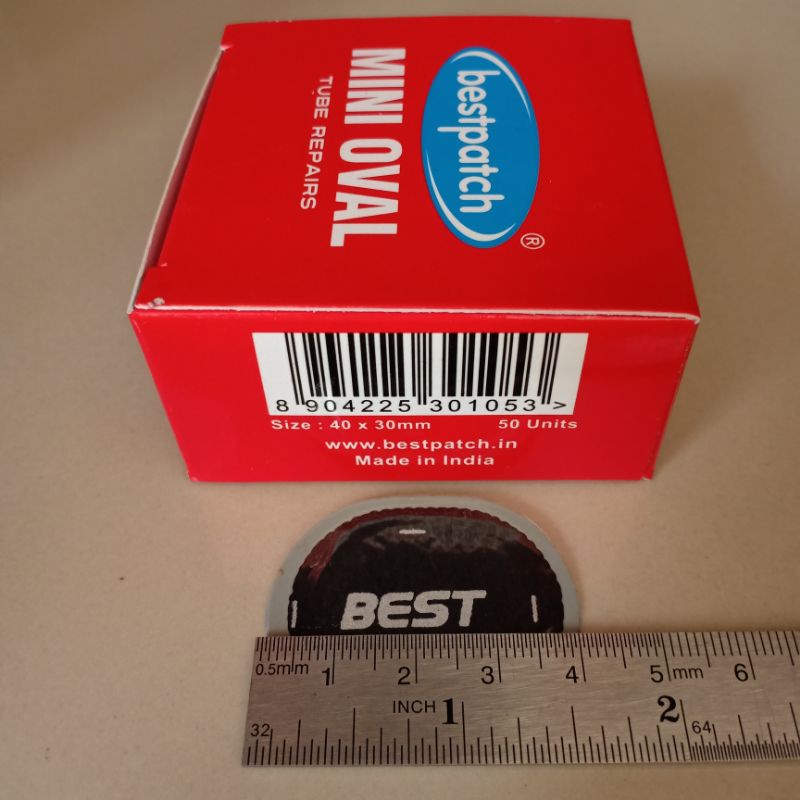 bestpatch®
MINI OVAL
TUBE REPAIRS
8 904225 301053 >
Size : 40 x 30mm 50 Units
www.bestpatch.in
Made in India
BEST
0.5mm 1 2 3 4 5 mm 6
INCH 1 2
32 64